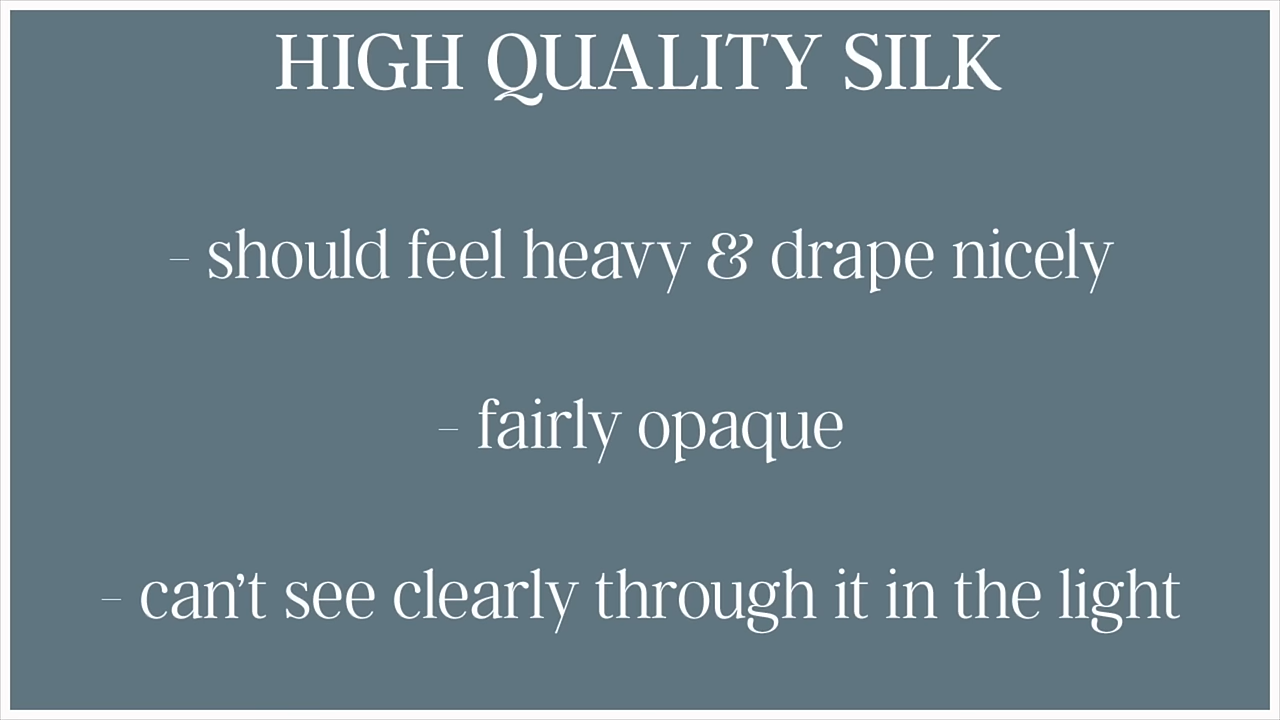 HIGH QUALITY SILK
– should feel heavy & drape nicely
– fairly opaque
– can’t see clearly through it in the light